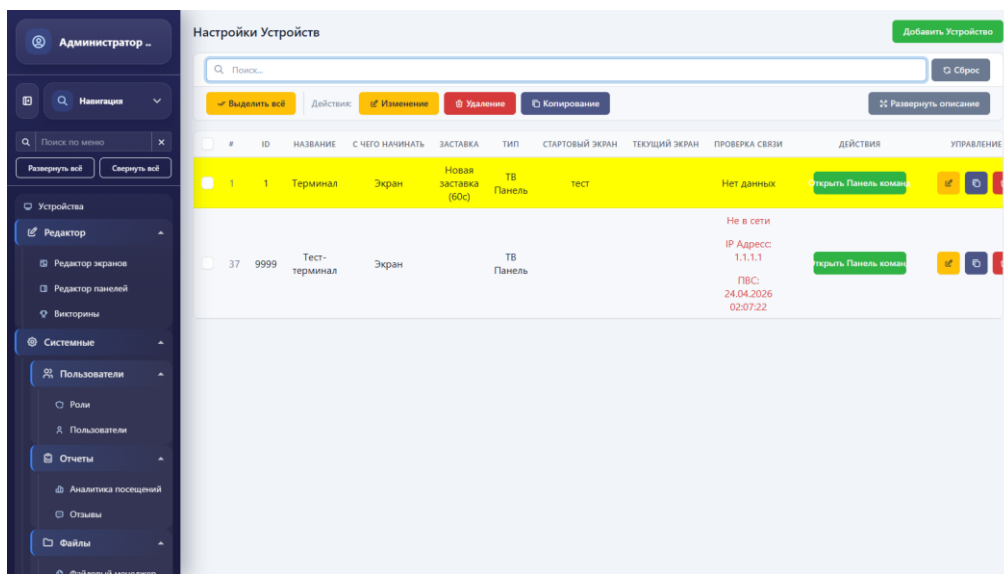 Администратор ..
Навигация
Поиск по меню
Развернуть всё
Свернуть всё
Устройства
Редактор
Редактор экранов
Редактор панелей
Викторины
Системные
Пользователи
Роли
Пользователи
Отчеты
Аналитика посещений
Отзывы
Файлы
Файловый менеджер
Настройки Устройств
Добавить Устройство
Поиск...
Сброс
Выделить всё
Действия:
Изменение
Удаление
Копирование
Развернуть описание
# ID НАЗВАНИЕ С ЧЕГО НАЧИНАТЬ ЗАСТАВКА ТИП СТАРТОВЫЙ ЭКРАН ТЕКУЩИЙ ЭКРАН ПРОВЕРКА СВЯЗИ ДЕЙСТВИЯ УПРАВЛЕНИЕ
1 1 Терминал Экран
Новая
заставка
(60с)
ТВ
Панель
тест
Нет данных
Открыть Панель команд
37 9999
Тест-
терминал
Экран
ТВ
Панель
Не в сети
IP Адресс:
1.1.1.1
ПВС:
24.04.2026
02:07:22
Открыть Панель команд